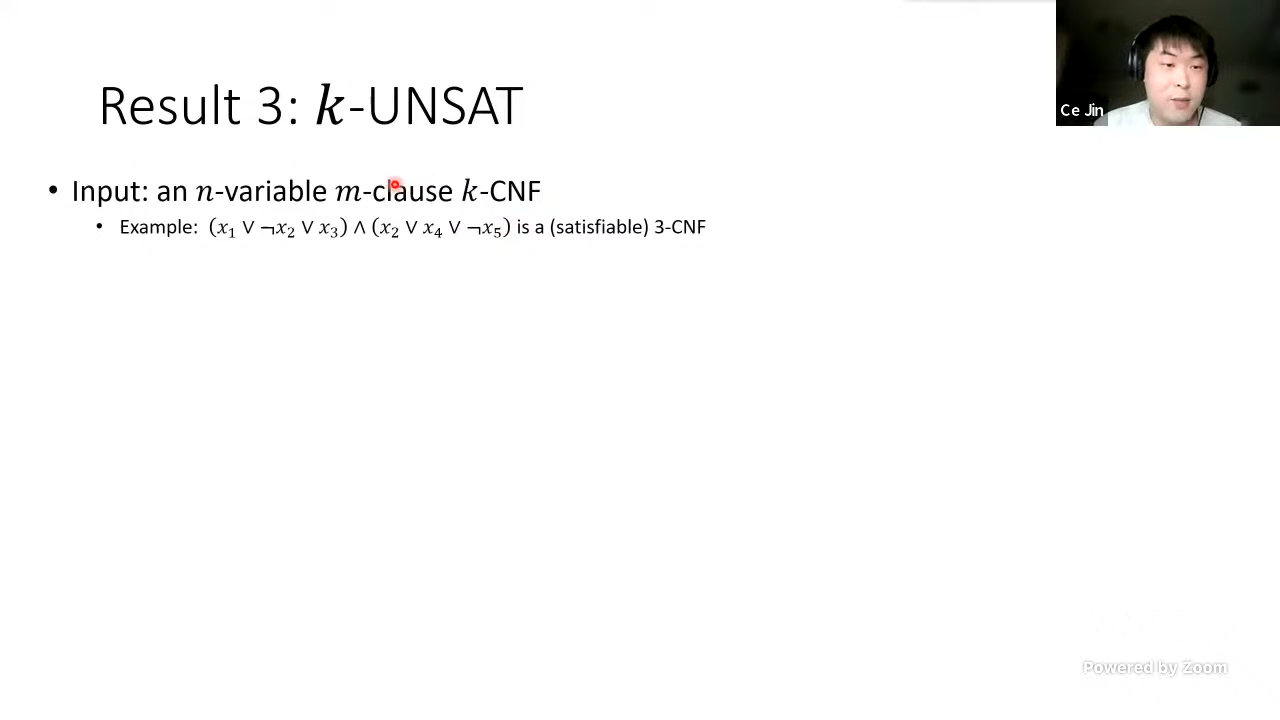 Result 3: k-UNSAT
Ce Jin
• Input: an n-variable m-clause k-CNF
• Example: (x₁ ∨ ¬x₂ ∨ x₃) ∧ (x₂ ∨ x₄ ∨ ¬x₅) is a (satisfiable) 3-CNF
Powered by Zoom